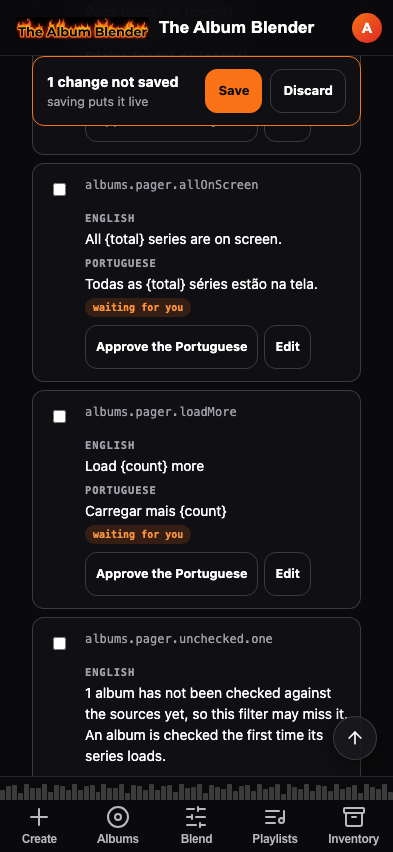 The Album Blender
The Album Blender
A
1 change not saved
saving puts it live
Save
Discard
albums.pager.allOnScreen
ENGLISH
All {total} series are on screen.
PORTUGUESE
Todas as {total} séries estão na tela.
waiting for you
Approve the Portuguese
Edit
albums.pager.loadMore
ENGLISH
Load {count} more
PORTUGUESE
Carregar mais {count}
waiting for you
Approve the Portuguese
Edit
albums.pager.unchecked.one
ENGLISH
1 album has not been checked against
the sources yet, so this filter may miss it.
An album is checked the first time its
series loads.
Create
Albums
Blend
Playlists
Inventory